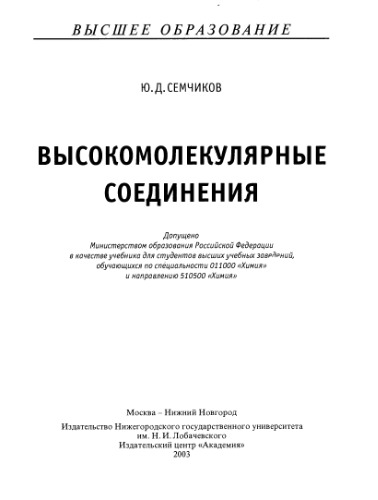 ВЫСШЕЕ ОБРАЗОВАНИЕ
Ю. Д. СЕМЧИКОВ
ВЫСОКОМОЛЕКУЛЯРНЫЕ
СОЕДИНЕНИЯ
Допущено
Министерством образования Российской Федерации
в качестве учебника для студентов высших учебных заведений,
обучающихся по специальности 011000 «Химия»
и направлению 510500 «Химия»
Москва – Нижний Новгород
Издательство Нижегородского государственного университета
им. Н. И. Лобачевского
Издательский центр «Академия»
2003